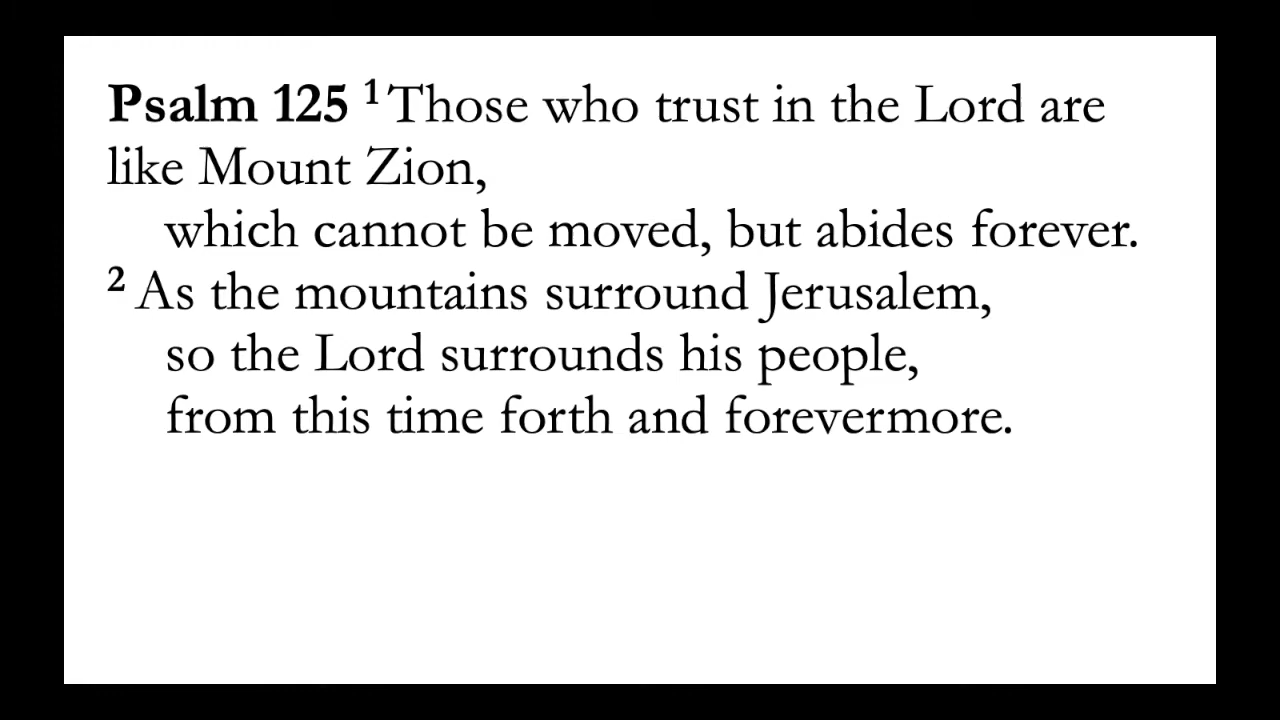 Psalm 125 ¹ Those who trust in the Lord are
like Mount Zion,
which cannot be moved, but abides forever.
² As the mountains surround Jerusalem,
so the Lord surrounds his people,
from this time forth and forevermore.